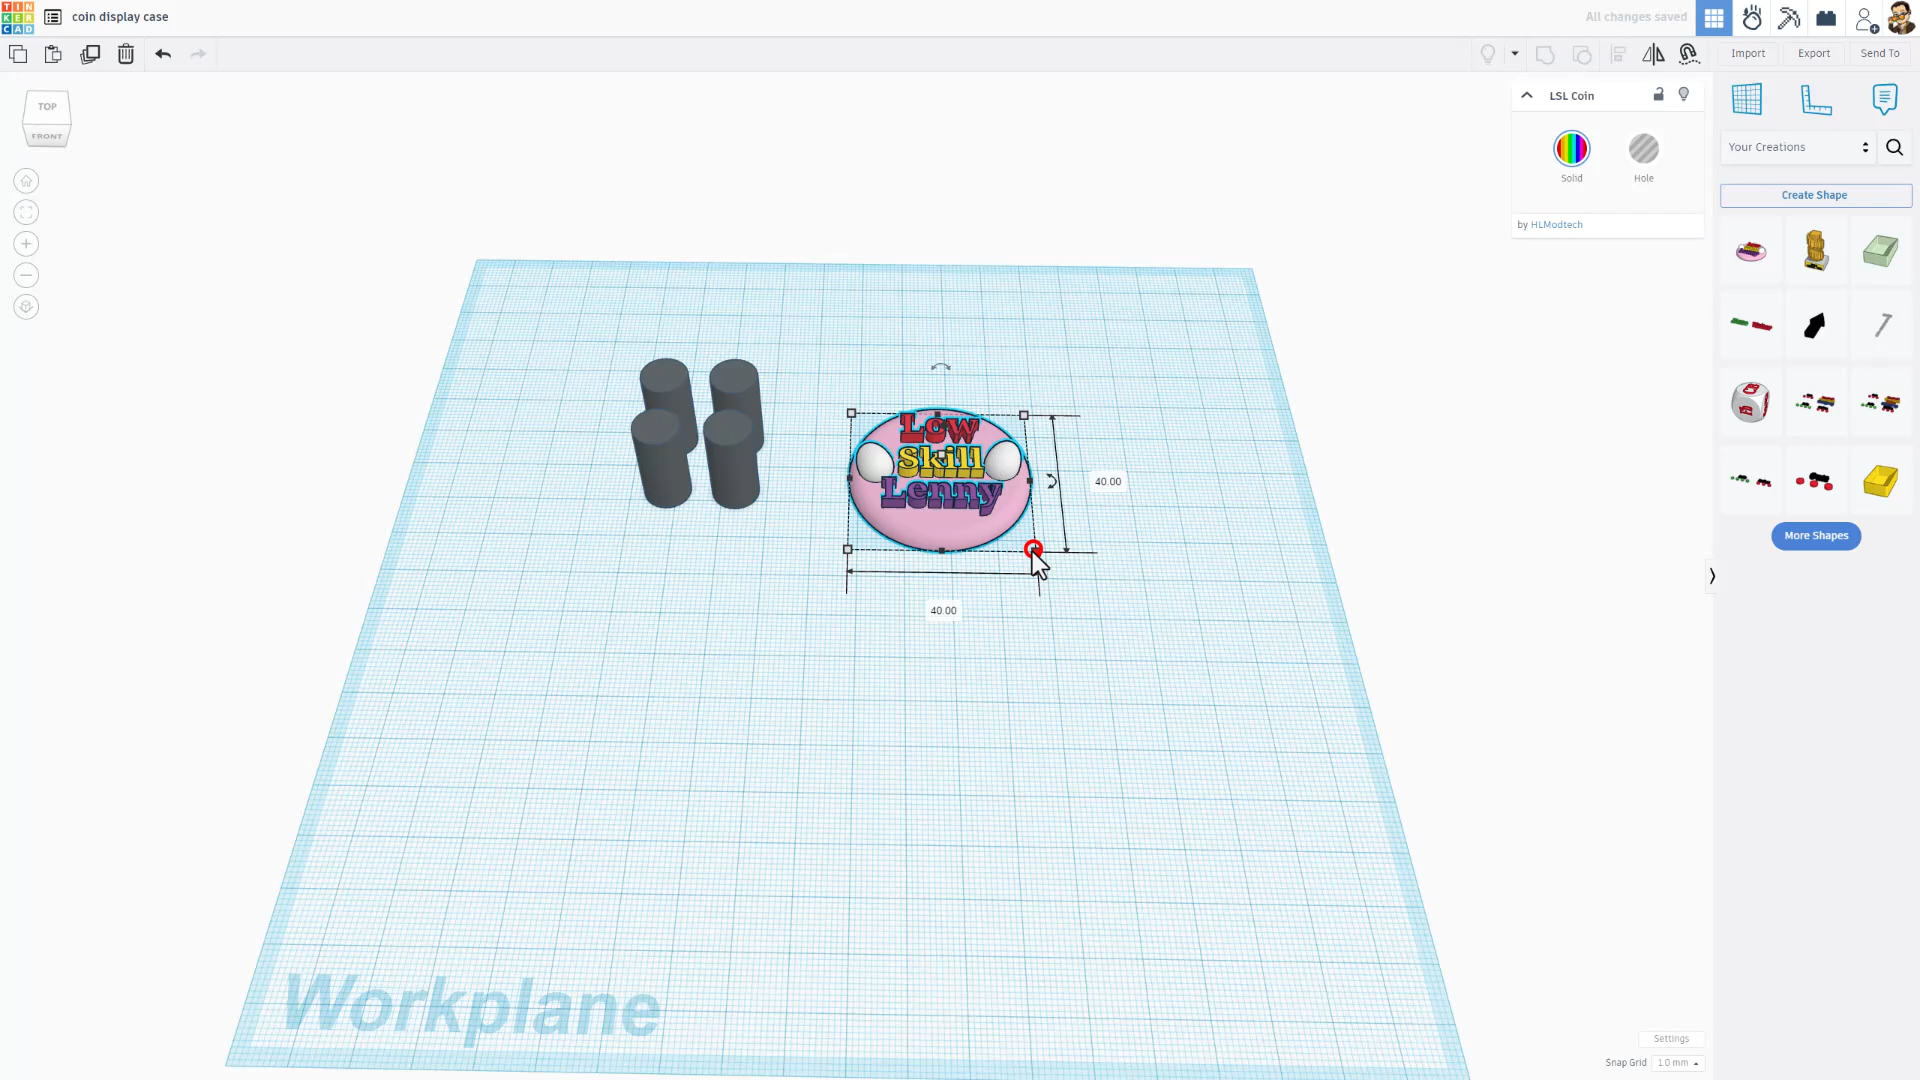 TIN
KER
CAD
coin display case
All changes saved
Import
Export
Send To
TOP
FRONT
LSL Coin
Solid
Hole
by HLModtech
Your Creations
Create Shape
More Shapes
Low
Skill
Lenny
40.00
40.00
Workplane
Settings
Snap Grid
1.0 mm